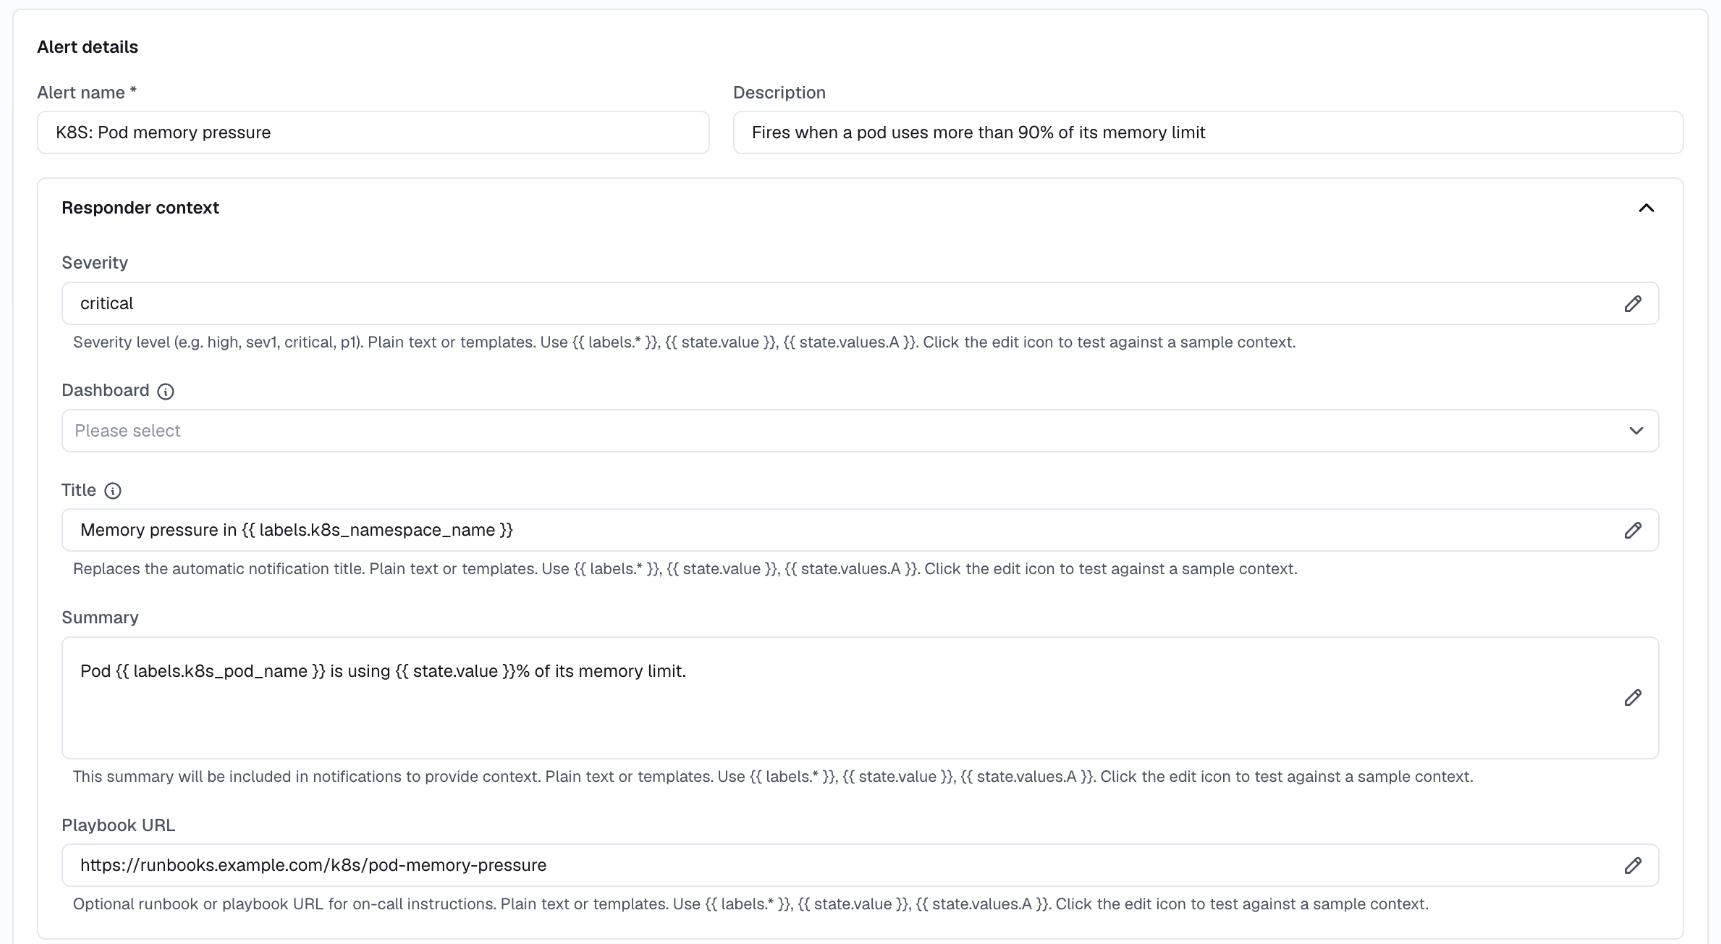 Alert details
Alert name *
Description
K8S: Pod memory pressure
Fires when a pod uses more than 90% of its memory limit
Responder context
Severity
critical
Severity level (e.g. high, sev1, critical, p1). Plain text or templates. Use {{ labels.* }}, {{ state.value }}, {{ state.values.A }}. Click the edit icon to test against a sample context.
Dashboard
Please select
Title
Memory pressure in {{ labels.k8s_namespace_name }}
Replaces the automatic notification title. Plain text or templates. Use {{ labels.* }}, {{ state.value }}, {{ state.values.A }}. Click the edit icon to test against a sample context.
Summary
Pod {{ labels.k8s_pod_name }} is using {{ state.value }}% of its memory limit.
This summary will be included in notifications to provide context. Plain text or templates. Use {{ labels.* }}, {{ state.value }}, {{ state.values.A }}. Click the edit icon to test against a sample context.
Playbook URL
https://runbooks.example.com/k8s/pod-memory-pressure
Optional runbook or playbook URL for on-call instructions. Plain text or templates. Use {{ labels.* }}, {{ state.value }}, {{ state.values.A }}. Click the edit icon to test against a sample context.